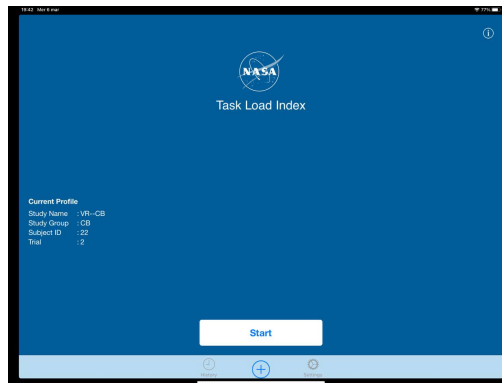 19:42 Mer 6 mar
77%
NASA
Task Load Index
Current Profile
Study Name : VR--CB
Study Group : CB
Subject ID : 22
Trial : 2
Start
History
Settings